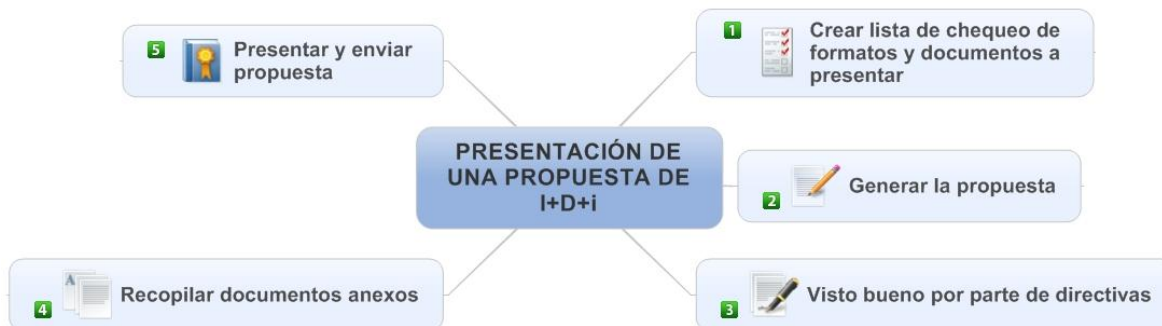 PRESENTACIÓN DE
UNA PROPUESTA DE
I+D+i
1
Crear lista de chequeo de
formatos y documentos a
presentar
2
Generar la propuesta
3
Visto bueno por parte de directivas
4
A
Recopilar documentos anexos
5
Presentar y enviar
propuesta